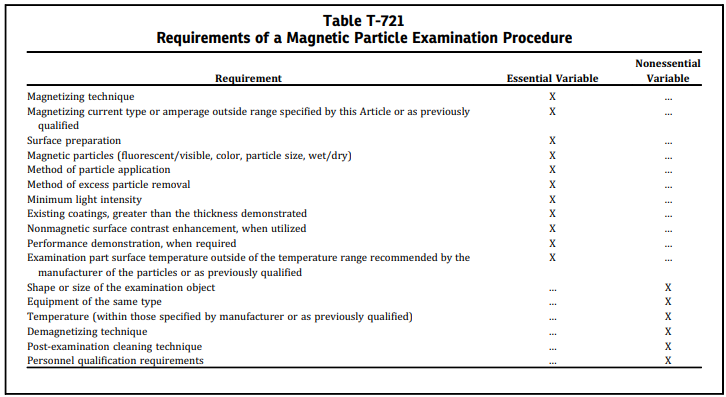 Table T-721
Requirements of a Magnetic Particle Examination Procedure
Requirement Essential Variable Nonessential Variable
Magnetizing technique X ...
Magnetizing current type or amperage outside range specified by this Article or as previously
qualified X ...
Surface preparation X ...
Magnetic particles (fluorescent/visible, color, particle size, wet/dry) X ...
Method of particle application X ...
Method of excess particle removal X ...
Minimum light intensity X ...
Existing coatings, greater than the thickness demonstrated X ...
Nonmagnetic surface contrast enhancement, when utilized X ...
Performance demonstration, when required X ...
Examination part surface temperature outside of the temperature range recommended by the
manufacturer of the particles or as previously qualified X ...
Shape or size of the examination object ... X
Equipment of the same type ... X
Temperature (within those specified by manufacturer or as previously qualified) ... X
Demagnetizing technique ... X
Post-examination cleaning technique ... X
Personnel qualification requirements ... X